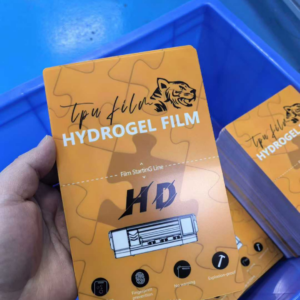 tpu film
HYDROGEL FILM
Film Starting Line
HD
tpu film
HYDROGEL